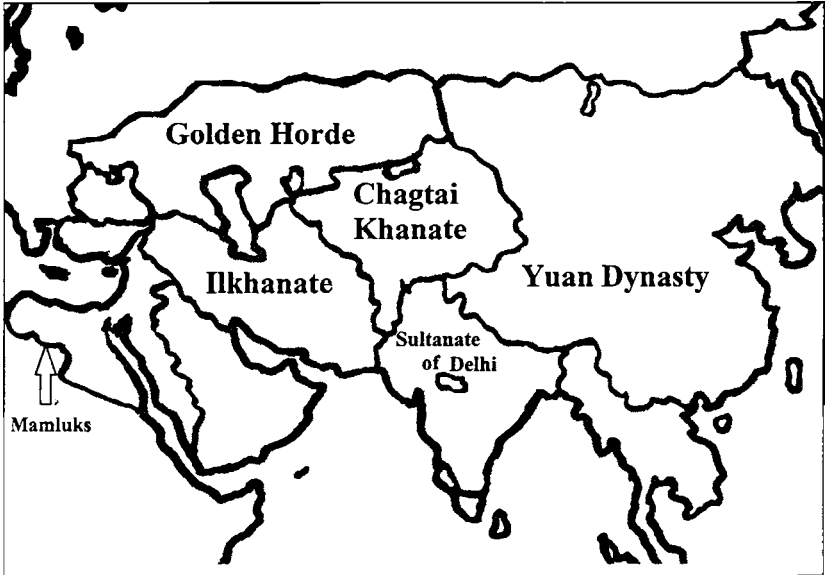 Golden Horde
Chagtai
Khanate
Ilkhanate
Yuan Dynasty
Sultanate
of Delhi
Mamluks